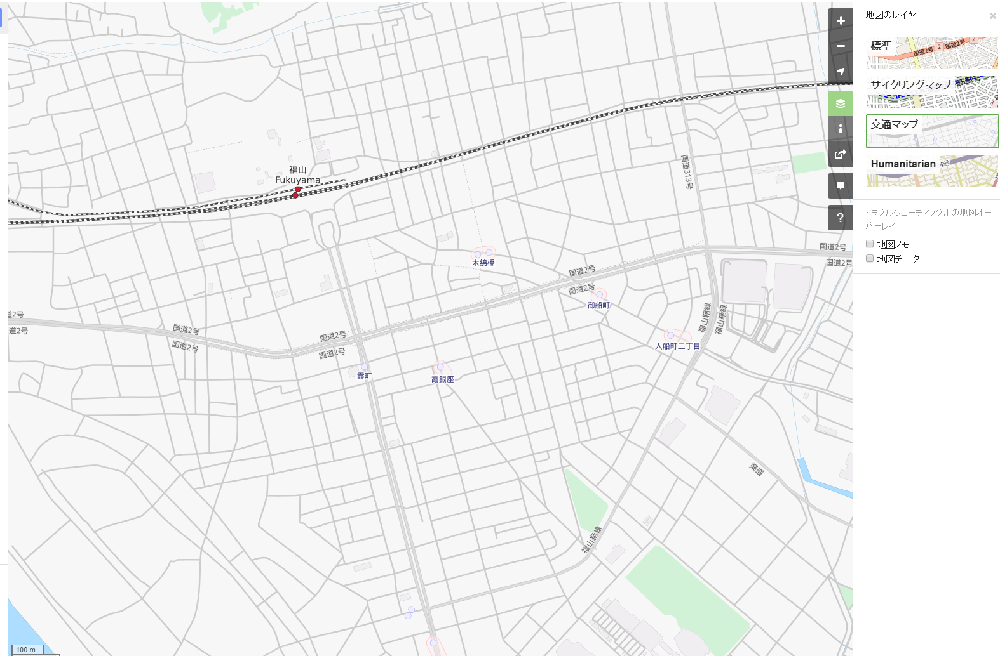 福山
Fukuyama
国道313号
木綿橋
国道2号
国道2号
国道2号
国道2号
御船町
福山鞆線
福山鞆線
入船町二丁目
道2号
道2号
国道2号
国道2号
国道2号
国道2号
霞町
霞銀座
県道
福山鞆線
100 m
地図のレイヤー
標準
国道2号
2
国道2号
2
サイクリングマップ
交通マップ
Humanitarian
2号
トラブルシューティング用の地図オー
バーレイ
地図メモ
地図データ